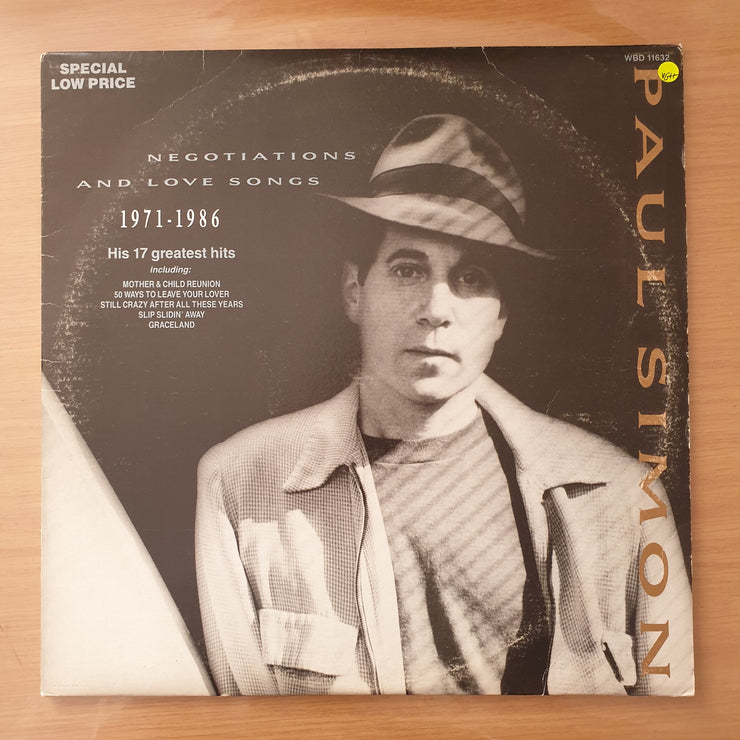 SPECIAL
LOW PRICE
WBD 11632
VG++
NEGOTIATIONS
AND LOVE SONGS
1971-1986
His 17 greatest hits
including:
MOTHER & CHILD REUNION
50 WAYS TO LEAVE YOUR LOVER
STILL CRAZY AFTER ALL THESE YEARS
SLIP SLIDIN' AWAY
GRACELAND
PAUL SIMON